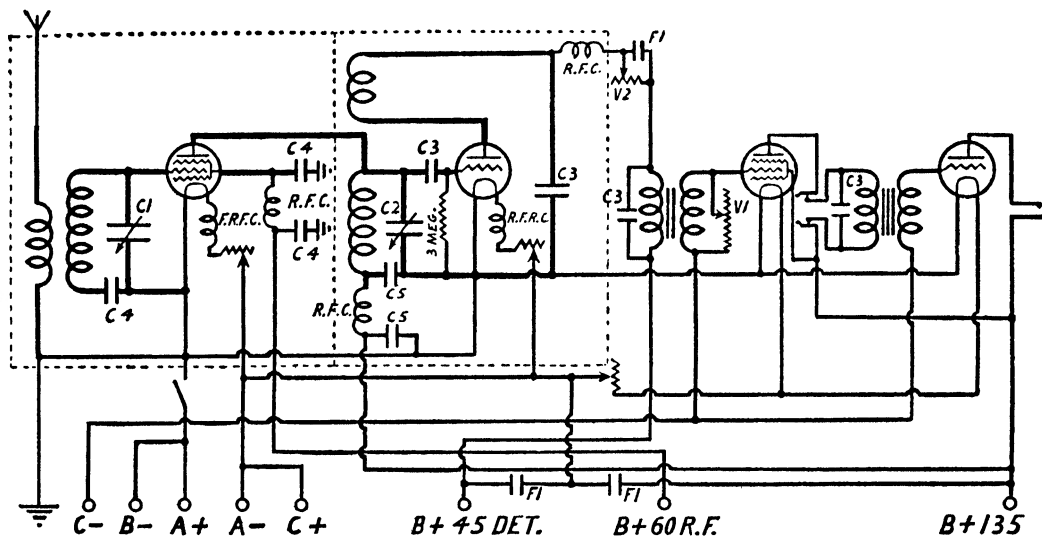 F1
R.F.C.
V2
C4
C3
C1
F.R.F.C.
R.F.C.
C4
C2
3 MEG.
R.F.R.C.
C3
C3
V1
C3
C4
C5
R.F.C.
C5
F1
F1
C- B- A+ A- C+ B+45 DET. B+60 R.F. B+135